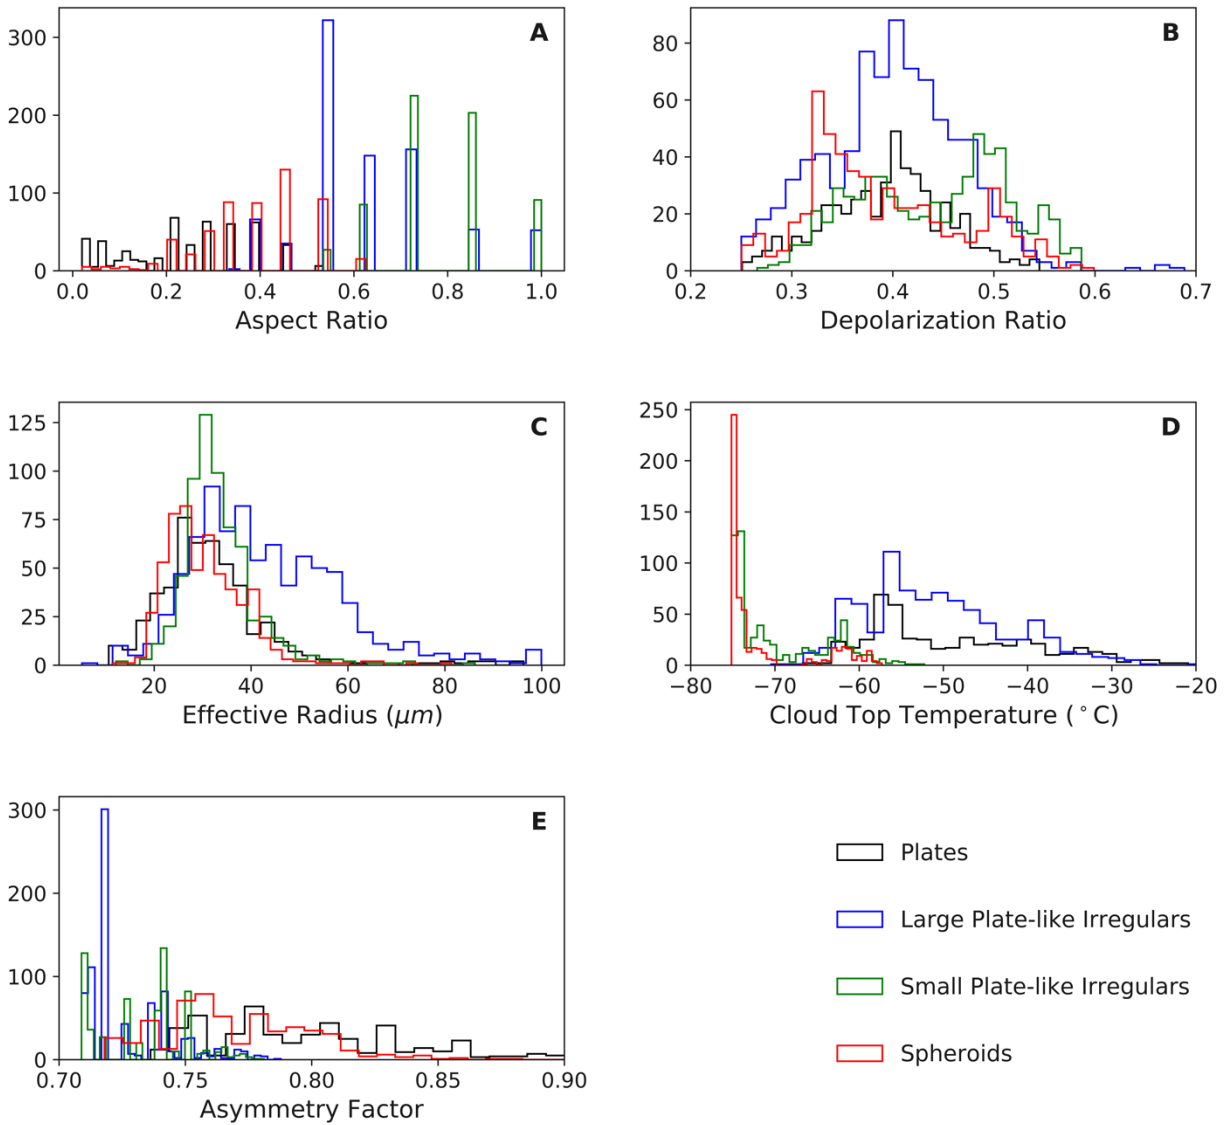 A
300
200
100
0
0.0 0.2 0.4 0.6 0.8 1.0
Aspect Ratio
B
80
60
40
20
0
0.2 0.3 0.4 0.5 0.6 0.7
Depolarization Ratio
C
125
100
75
50
25
0
20 40 60 80 100
Effective Radius (μm)
D
250
200
150
100
50
0
−80 −70 −60 −50 −40 −30 −20
Cloud Top Temperature (°C)
E
300
200
100
0
0.70 0.75 0.80 0.85 0.90
Asymmetry Factor
Plates
Large Plate-like Irregulars
Small Plate-like Irregulars
Spheroids